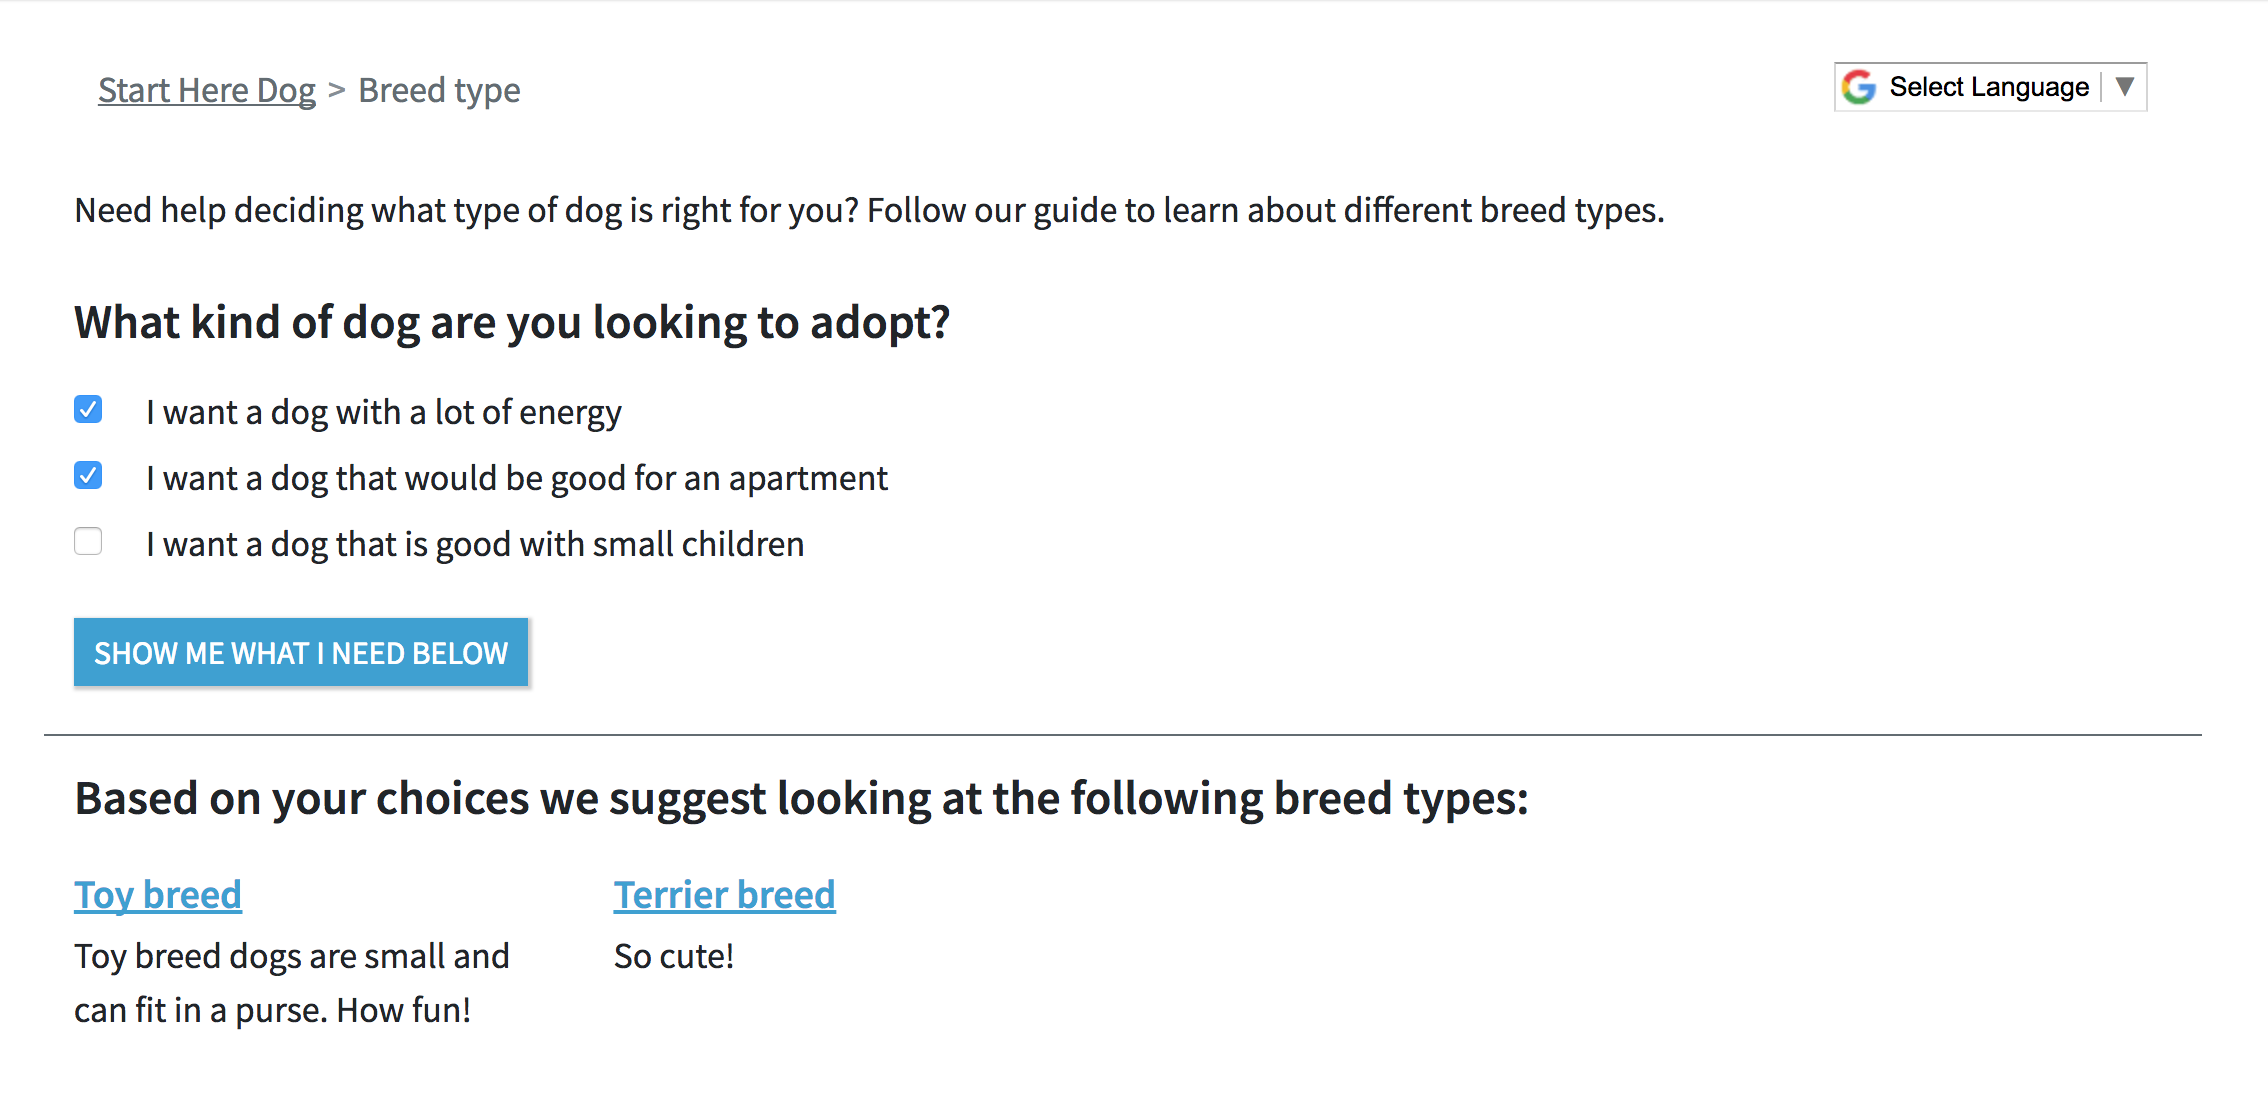 Start Here Dog > Breed type
Select Language ▼
Need help deciding what type of dog is right for you? Follow our guide to learn about different breed types.
What kind of dog are you looking to adopt?
I want a dog with a lot of energy
I want a dog that would be good for an apartment
I want a dog that is good with small children
SHOW ME WHAT I NEED BELOW
Based on your choices we suggest looking at the following breed types:
Toy breed
Toy breed dogs are small and
can fit in a purse. How fun!
Terrier breed
So cute!